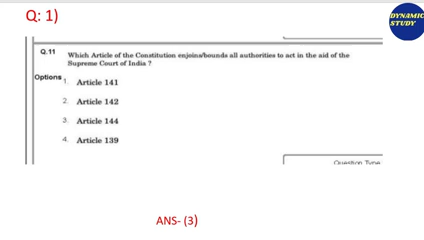 Q: 1)
DYNAMIC
STUDY
Q.11 Which Article of the Constitution enjoins/bounds all authorities to act in the aid of the
Supreme Court of India ?
Options 1. Article 141
2. Article 142
3. Article 144
4. Article 139
Question Type
ANS- (3)